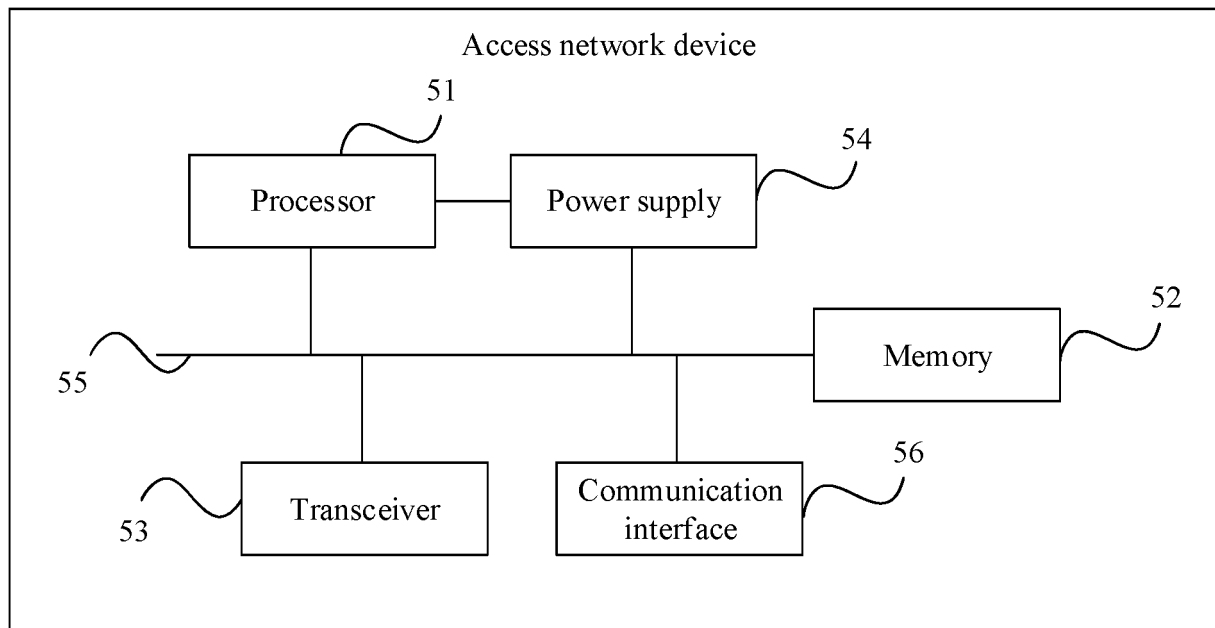 Access network device
51
54
Processor
Power supply
52
Memory
55
56
53
Transceiver
Communication
interface